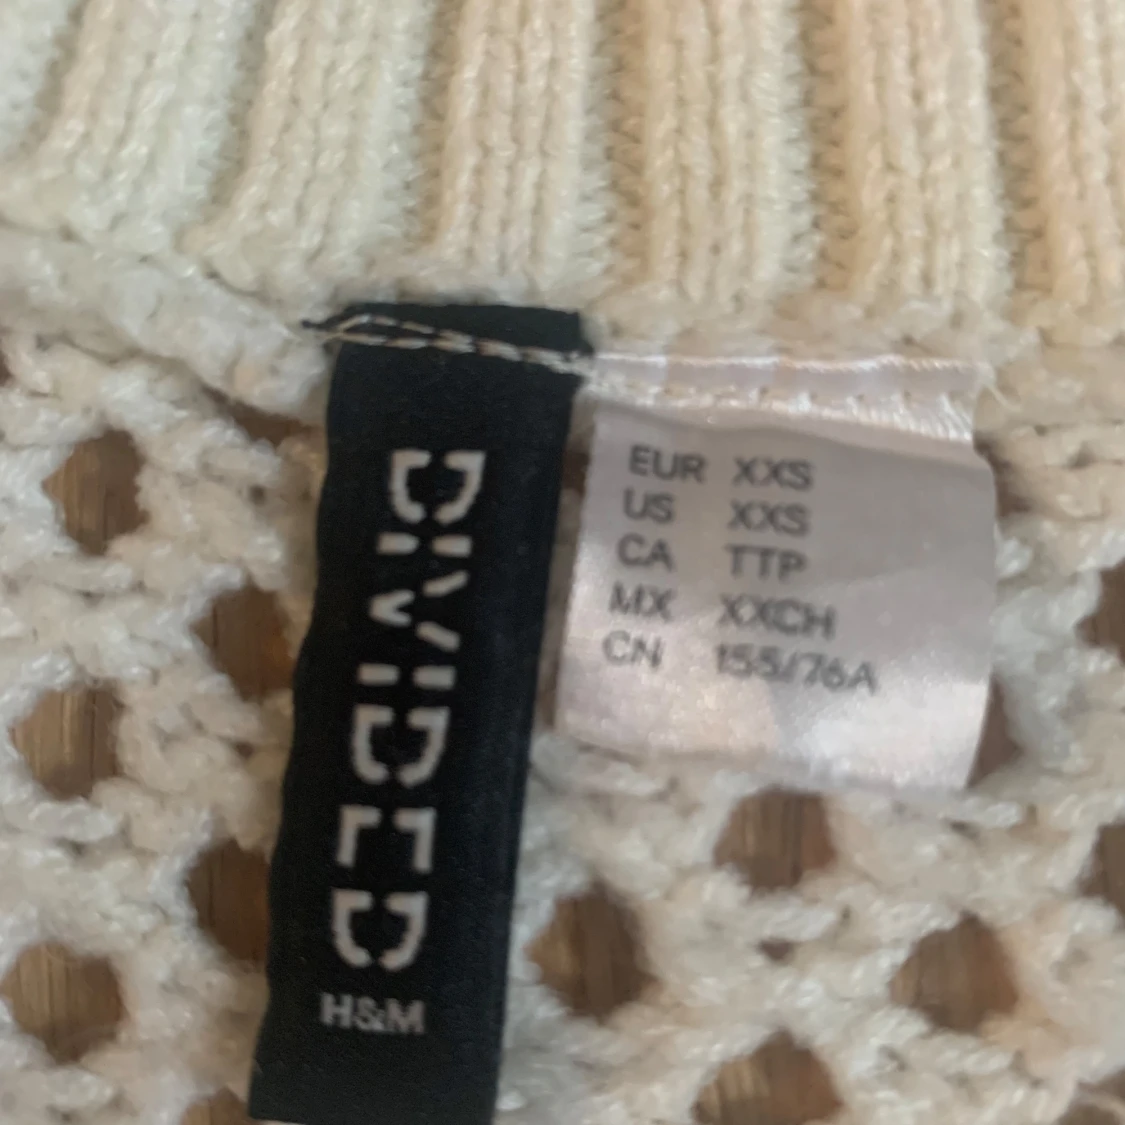 DIVIDED
H&M
EUR XXS
US XXS
CA TTP
MX XXCH
CN 155/76A